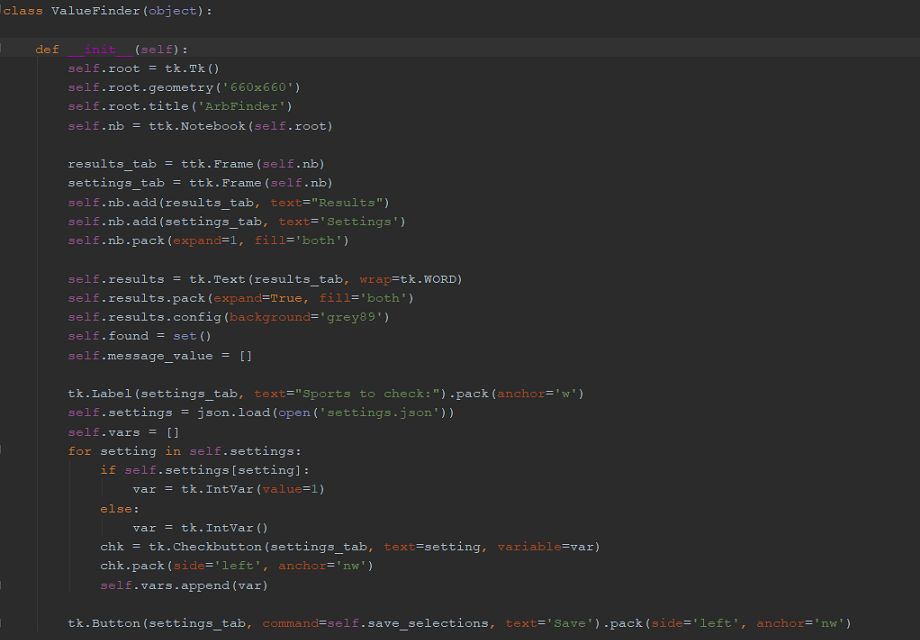 class ValueFinder(object):
def __init__(self):
self.root = tk.Tk()
self.root.geometry('660x660')
self.root.title('ArbFinder')
self.nb = ttk.Notebook(self.root)
results_tab = ttk.Frame(self.nb)
settings_tab = ttk.Frame(self.nb)
self.nb.add(results_tab, text="Results")
self.nb.add(settings_tab, text='Settings')
self.nb.pack(expand=1, fill='both')
self.results = tk.Text(results_tab, wrap=tk.WORD)
self.results.pack(expand=True, fill='both')
self.results.config(background='grey89')
self.found = set()
self.message_value = []
tk.Label(settings_tab, text="Sports to check:").pack(anchor='w')
self.settings = json.load(open('settings.json'))
self.vars = []
for setting in self.settings:
if self.settings[setting]:
var = tk.IntVar(value=1)
else:
var = tk.IntVar()
chk = tk.Checkbutton(settings_tab, text=setting, variable=var)
chk.pack(side='left', anchor='nw')
self.vars.append(var)
tk.Button(settings_tab, command=self.save_selections, text='Save').pack(side='left', anchor='nw')